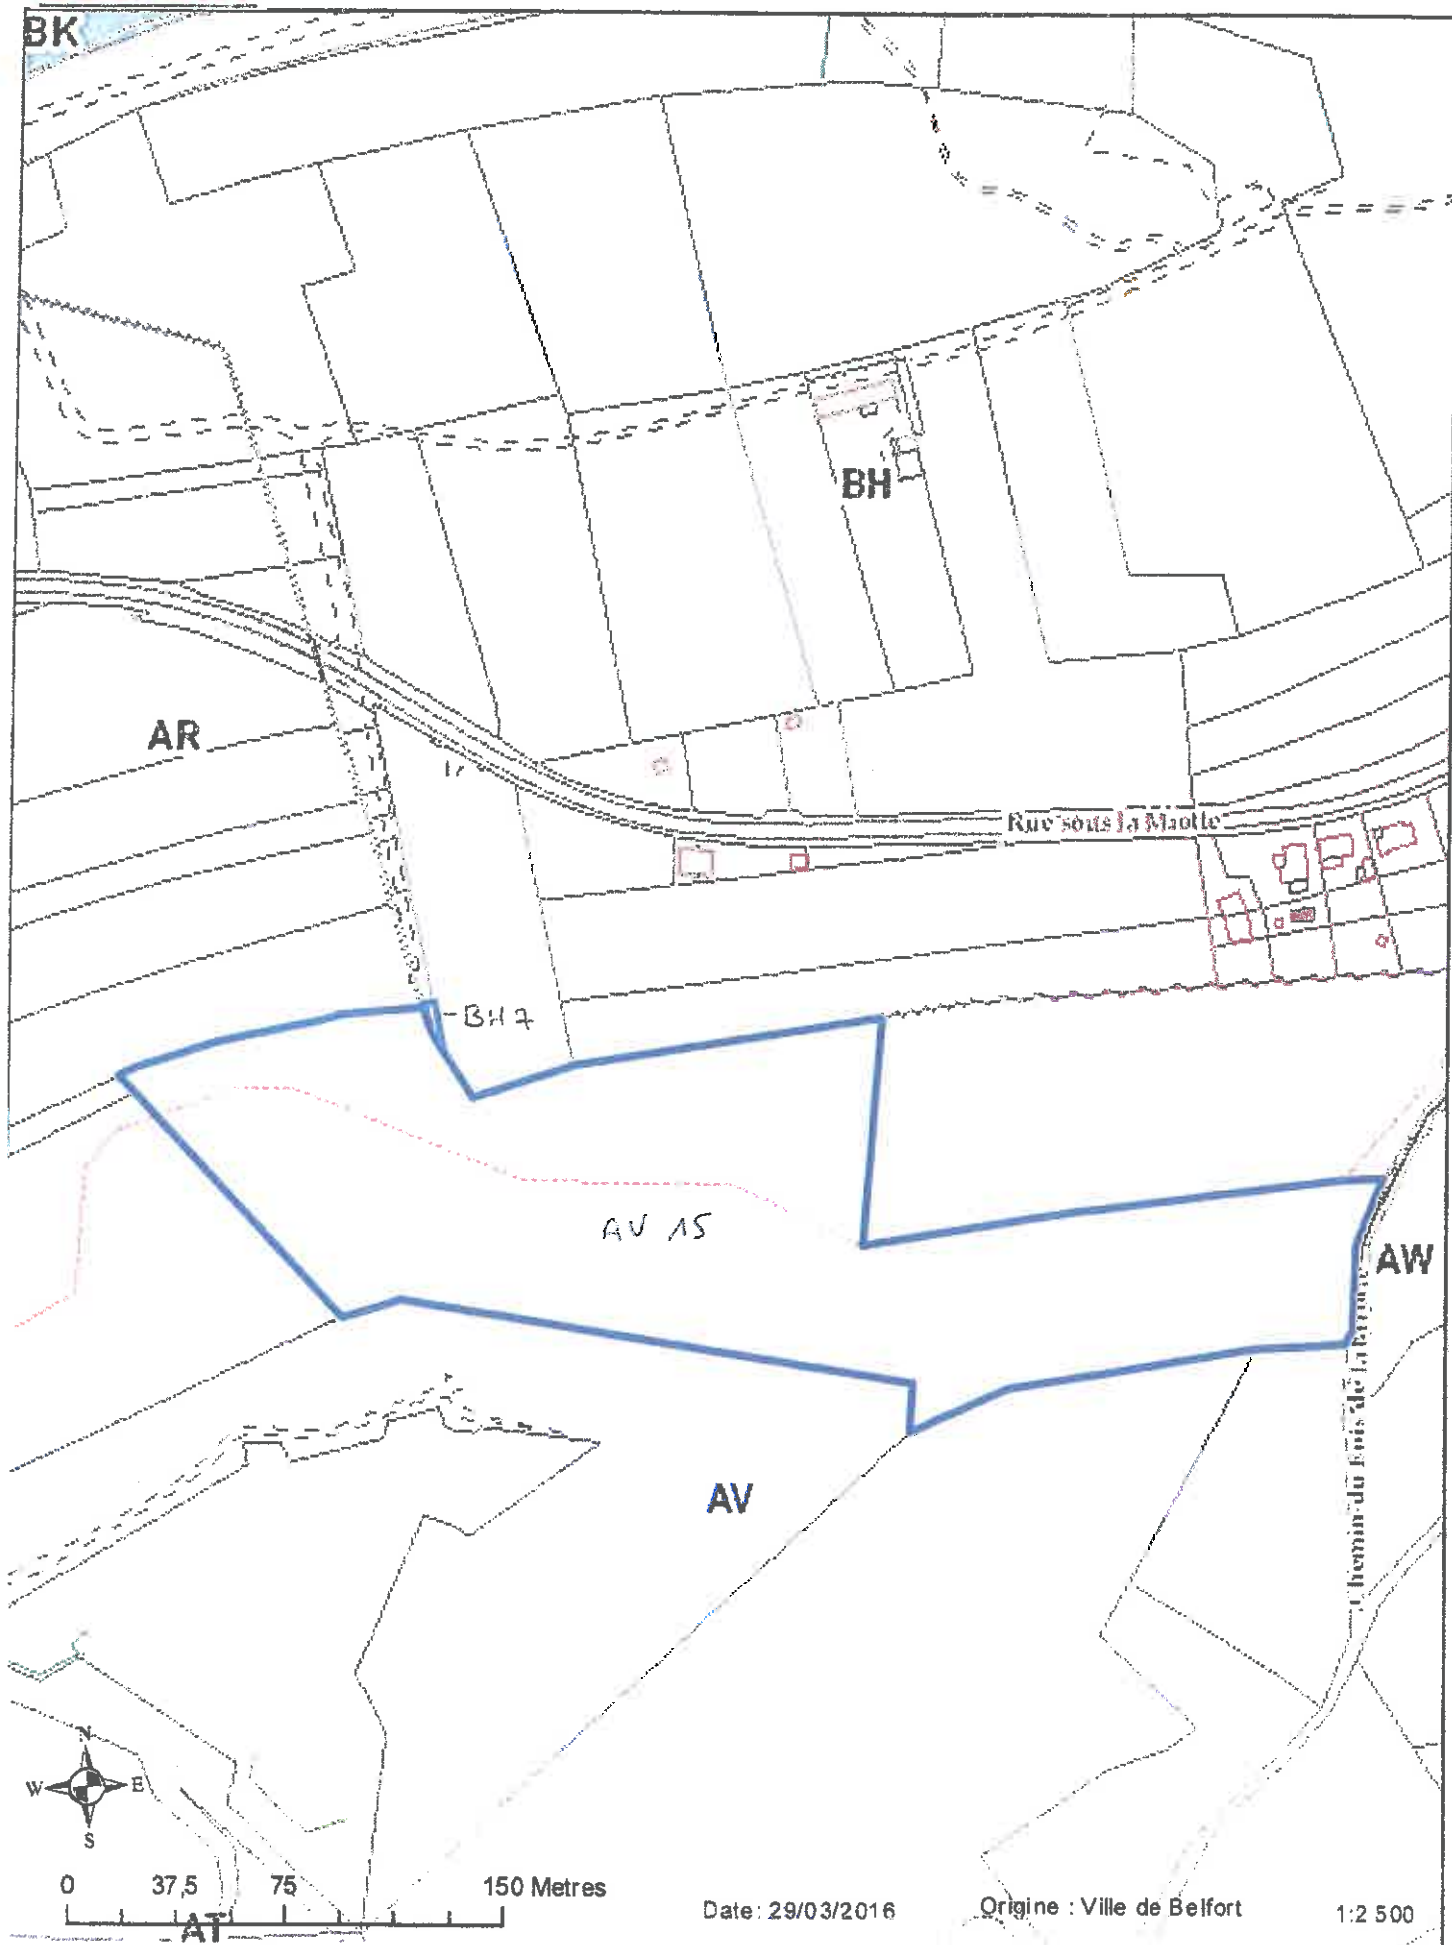 BK
BH
AR
Rue sous la Miotte
BH 7
AV 15
AW
AV
N
W E
S
0 37,5 75 150 Metres
AT
Date: 29/03/2016
Origine : Ville de Belfort
1:2 500